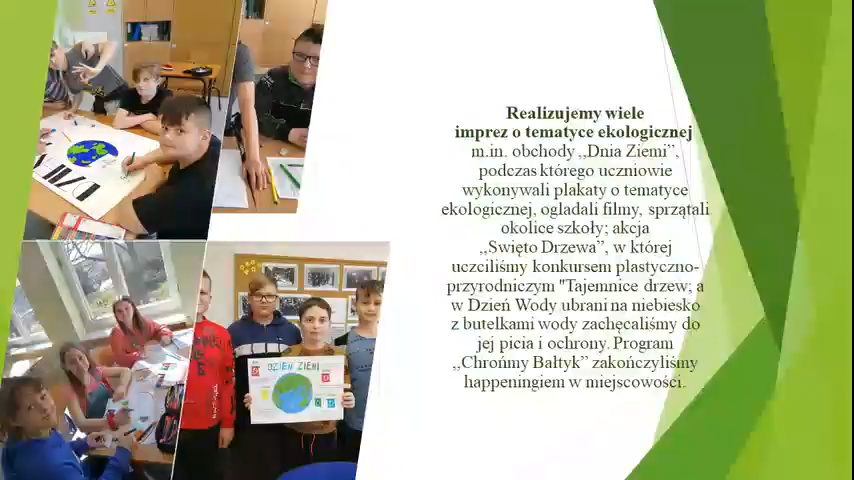 Realizujemy wiele
imprez o tematyce ekologicznej
m.in. obchody ,,Dnia Ziemi”,
podczas którego uczniowie
wykonywali plakaty o tematyce
ekologicznej, ogladali filmy, sprzątali
okolice szkoły; akcja
,,Swięto Drzewa”, w której
uczciliśmy konkursem plastyczno-
przyrodniczym "Tajemnice drzew; a
w Dzień Wody ubrani na niebiesko
z butelkami wody zachęcaliśmy do
jej picia i ochrony. Program
,,Chrońmy Bałtyk” zakończyliśmy
happeningiem w miejscowości.
DZIEŃ ZIEMI